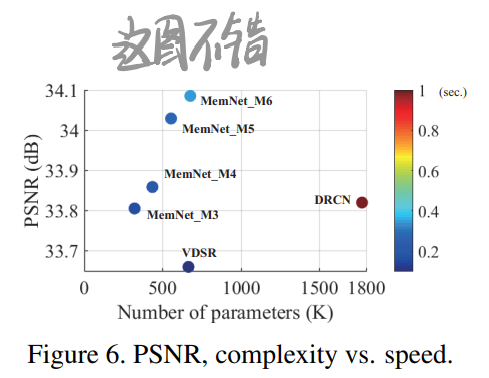 这图不错
34.1
34
33.9
33.8
33.7
PSNR (dB)
MemNet_M6
MemNet_M5
MemNet_M4
MemNet_M3
VDSR
DRCN
0
500
1000
1500
1800
Number of parameters (K)
1
(sec.)
0.8
0.6
0.4
0.2
Figure 6. PSNR, complexity vs. speed.